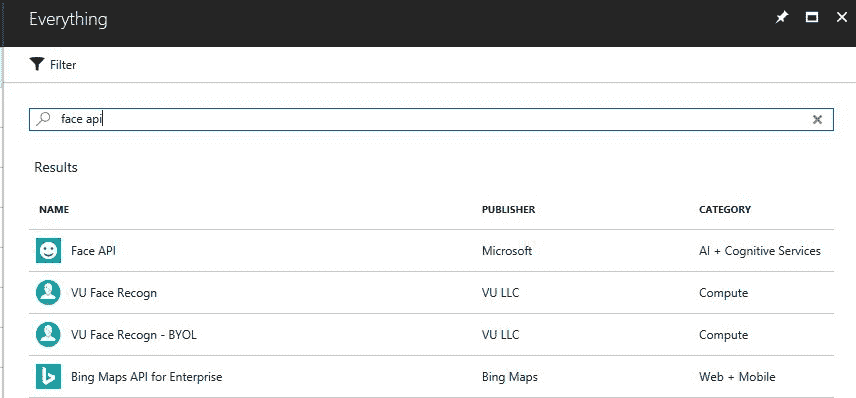 Everything
Filter
face api
Results
NAME PUBLISHER CATEGORY
Face API Microsoft AI + Cognitive Services
VU Face Recogn VU LLC Compute
VU Face Recogn - BYOL VU LLC Compute
Bing Maps API for Enterprise Bing Maps Web + Mobile